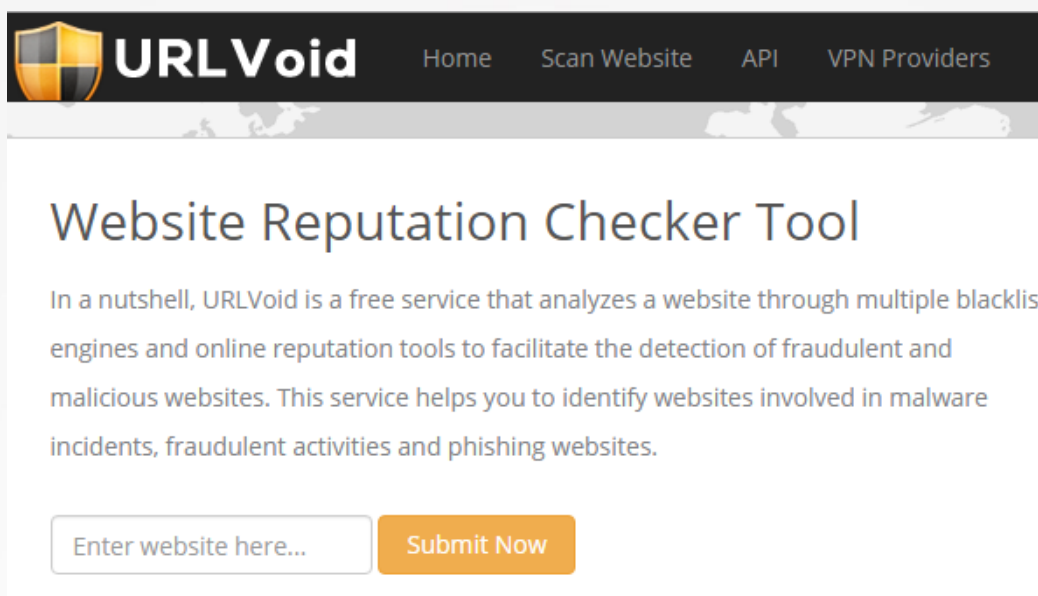 URLVoid Home Scan Website API VPN Providers
Website Reputation Checker Tool
In a nutshell, URLVoid is a free service that analyzes a website through multiple blacklis
engines and online reputation tools to facilitate the detection of fraudulent and
malicious websites. This service helps you to identify websites involved in malware
incidents, fraudulent activities and phishing websites.
Enter website here... Submit Now